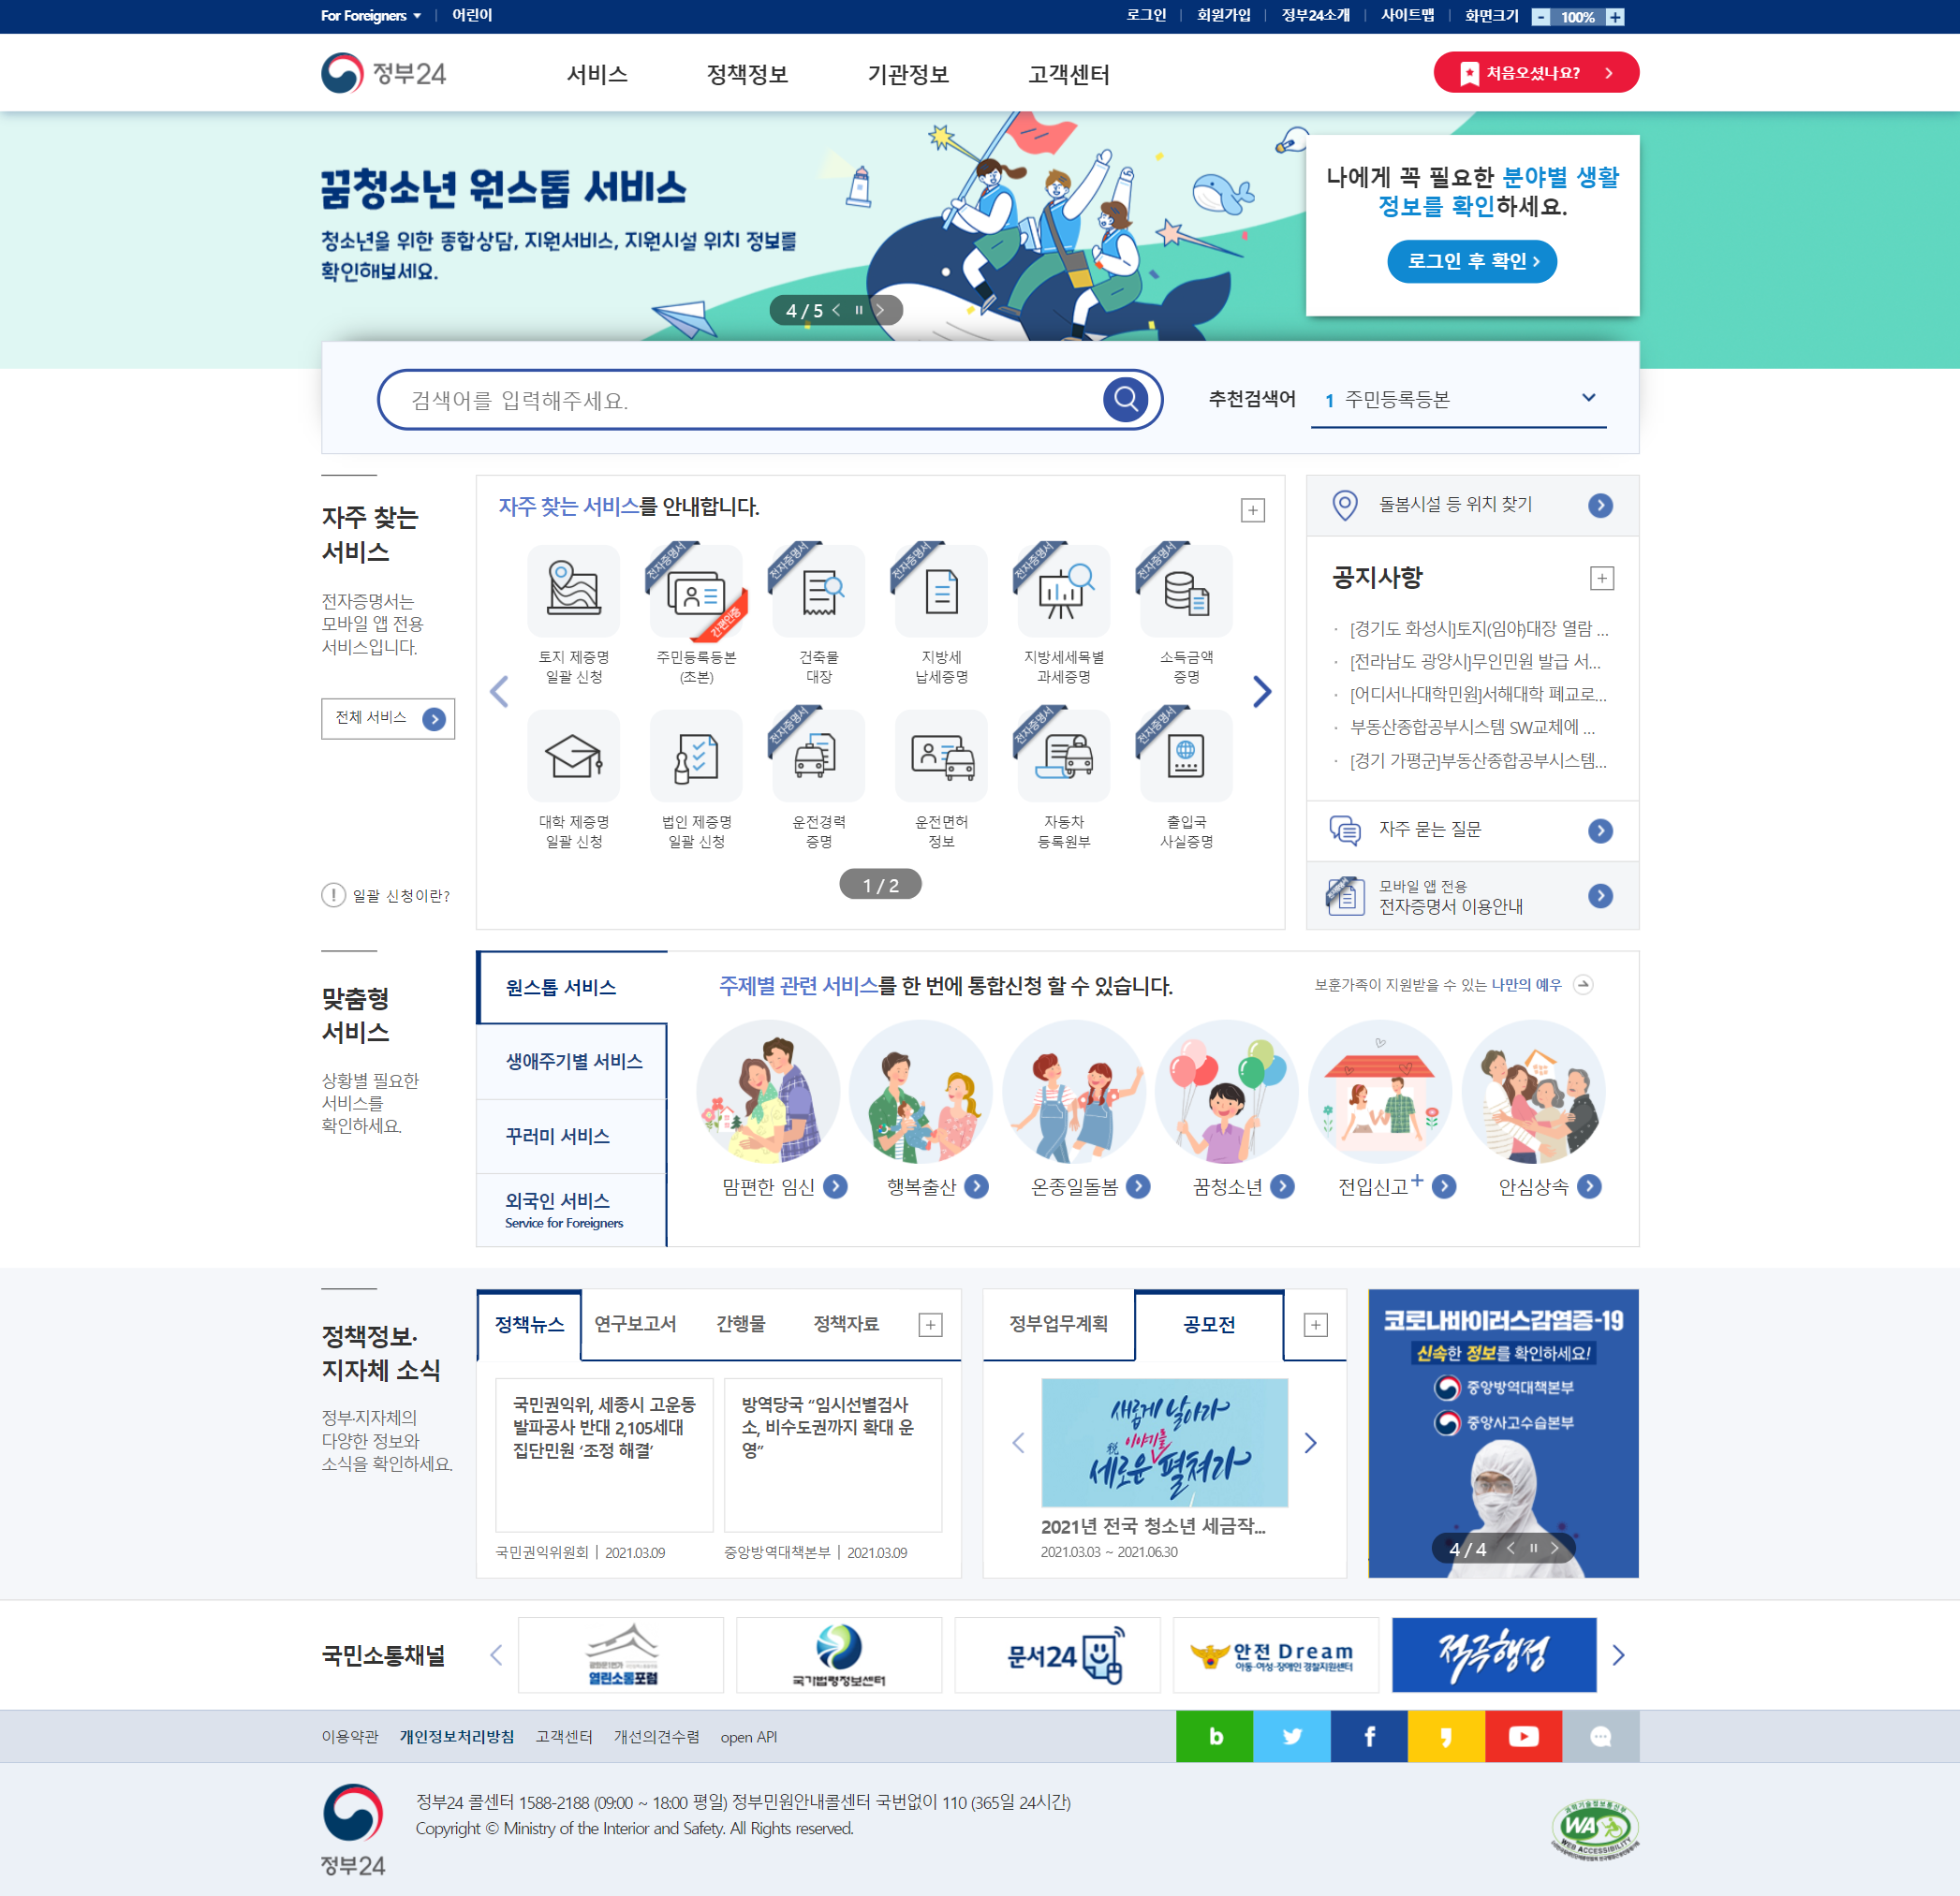 For Foreigners
어린이
로그인
회원가입
정부24소개
사이트맵
화면크기
- 100% +
정부24
서비스
정책정보
기관정보
고객센터
처음오셨나요?
꿈청소년 원스톱 서비스
청소년을 위한 종합상담, 지원서비스, 지원시설 위치 정보를
확인해보세요.
4 / 5
나에게 꼭 필요한 분야별 생활
정보를 확인하세요.
로그인 후 확인
검색어를 입력해주세요.
추천검색어
1 주민등록등본
자주 찾는
서비스
전자증명서는
모바일 앱 전용
서비스입니다.
전체 서비스
일괄 신청이란?
자주 찾는 서비스를 안내합니다.
토지 제증명
일괄 신청
전자증명서
간편인증
주민등록등본
(초본)
전자증명서
건축물
대장
전자증명서
지방세
납세증명
전자증명서
지방세세목별
과세증명
전자증명서
소득금액
증명
대학 제증명
일괄 신청
법인 제증명
일괄 신청
전자증명서
운전경력
증명
운전면허
정보
전자증명서
자동차
등록원부
전자증명서
출입국
사실증명
1 / 2
돌봄시설 등 위치 찾기
공지사항
· [경기도 화성시]토지(임야)대장 열람 ...
· [전라남도 광양시]무인민원 발급 서...
· [어디서나대학민원]서해대학 폐교로...
· 부동산종합공부시스템 SW교체에 ...
· [경기 가평군]부동산종합공부시스템...
자주 묻는 질문
모바일 앱 전용
전자증명서 이용안내
맞춤형
서비스
상황별 필요한
서비스를
확인하세요.
원스톱 서비스
생애주기별 서비스
꾸러미 서비스
외국인 서비스
Service for Foreigners
주제별 관련 서비스를 한 번에 통합신청 할 수 있습니다.
보훈가족이 지원받을 수 있는 나만의 예우
맘편한 임신
행복출산
온종일돌봄
꿈청소년
전입신고+
안심상속
정책정보·
지자체 소식
정부·지자체의
다양한 정보와
소식을 확인하세요.
정책뉴스
연구보고서
간행물
정책자료
국민권익위, 세종시 고운동
발파공사 반대 2,105세대
집단민원 ‘조정 해결’
국민권익위원회 | 2021.03.09
방역당국 “임시선별검사
소, 비수도권까지 확대 운
영”
중앙방역대책본부 | 2021.03.09
정부업무계획
공모전
새롭게 날아라
稅 이야기를
세로운 펼쳐라
2021년 전국 청소년 세금작...
2021.03.03 ~ 2021.06.30
코로나바이러스감염증-19
신속한 정보를 확인하세요!
중앙방역대책본부
중앙사고수습본부
4 / 4
국민소통채널
광화문1번가
열린소통포럼
국가법령정보센터
문서24
안전 Dream
아동·여성·장애인 경찰지원센터
적극행정
이용약관
개인정보처리방침
고객센터
개선의견수렴
open API
정부24
정부24 콜센터 1588-2188 (09:00 ~ 18:00 평일) 정부민원안내콜센터 국번없이 110 (365일 24시간)
Copyright © Ministry of the Interior and Safety. All Rights reserved.
과학기술정보통신부
WA
WEB ACCESSIBILITY